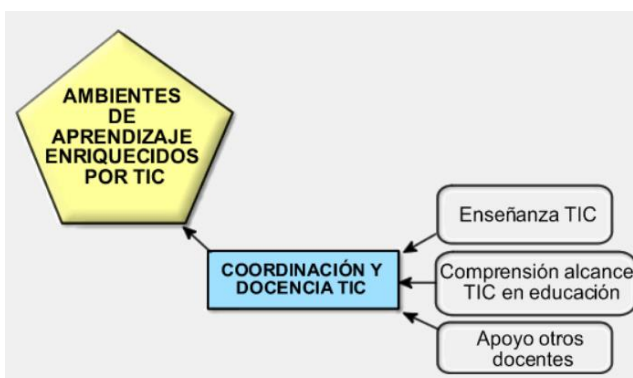 AMBIENTES
DE
APRENDIZAJE
ENRIQUECIDOS
POR TIC
COORDINACIÓN Y
DOCENCIA TIC
Enseñanza TIC
Comprensión alcance
TIC en educación
Apoyo otros
docentes